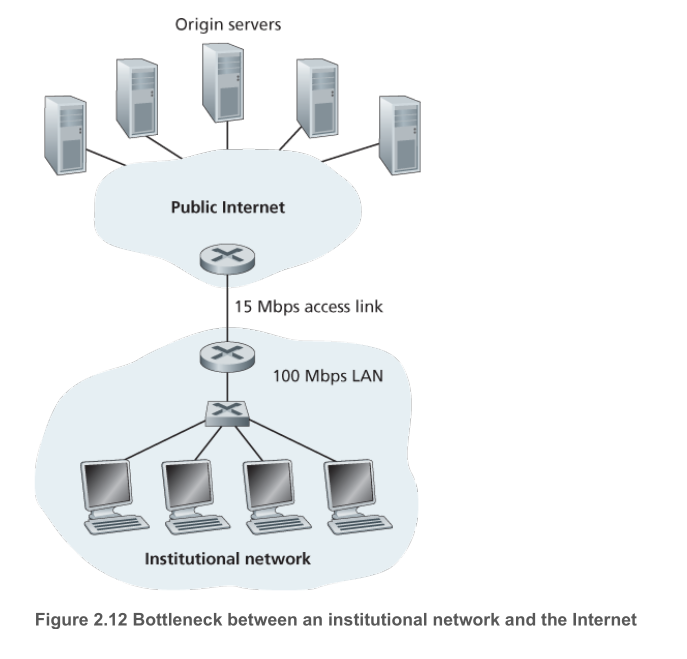 Origin servers
Public Internet
15 Mbps access link
100 Mbps LAN
Institutional network
Figure 2.12 Bottleneck between an institutional network and the Internet